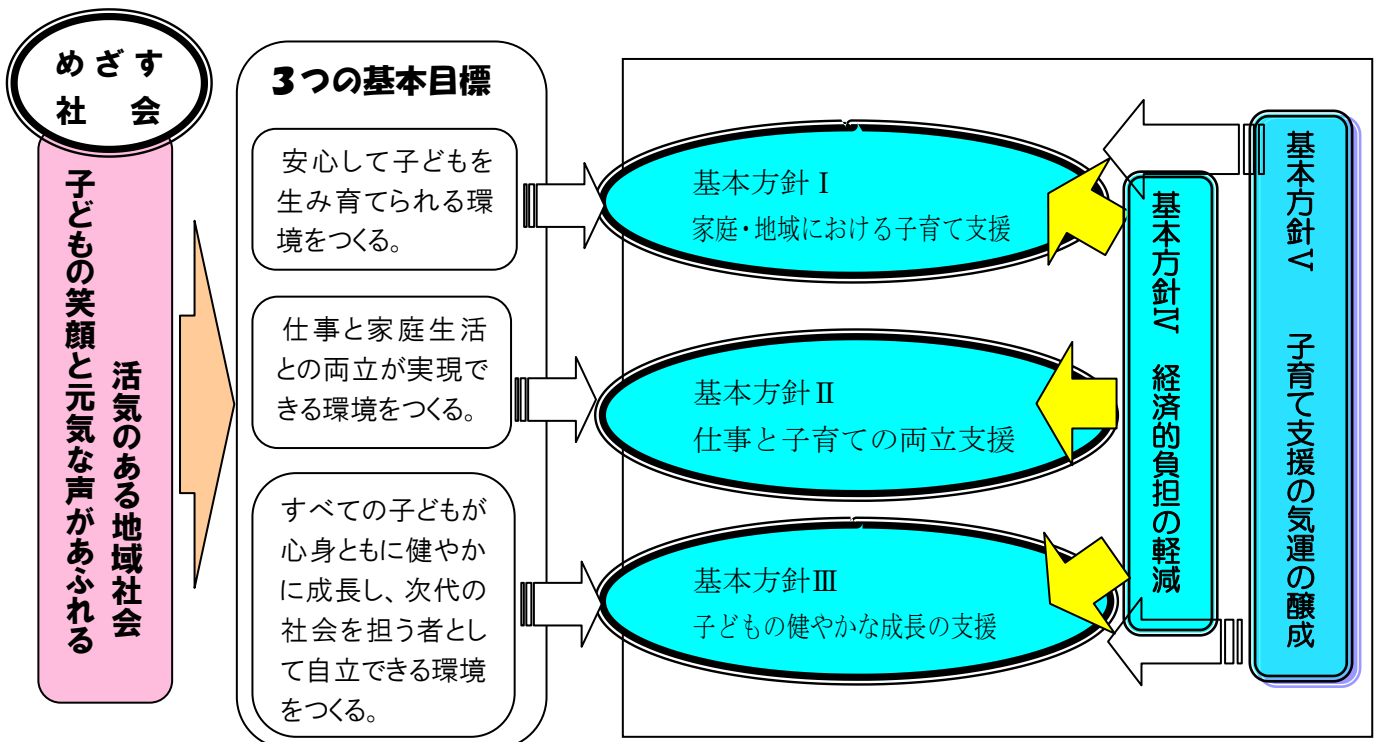 めざす
社会
子どもの笑顔と元気な声があふれる
活気のある地域社会
3つの基本目標
安心して子どもを
生み育てられる環
境をつくる。
仕事と家庭生活
との両立が実現で
きる環境をつくる。
すべての子どもが
心身ともに健やか
に成長し、次代の
社会を担う者とし
て自立できる環境
をつくる。
基本方針Ⅰ
家庭・地域における子育て支援
基本方針Ⅱ
仕事と子育ての両立支援
基本方針Ⅲ
子どもの健やかな成長の支援
基本方針Ⅳ 経済的負担の軽減
基本方針Ⅴ 子育て支援の気運の醸成